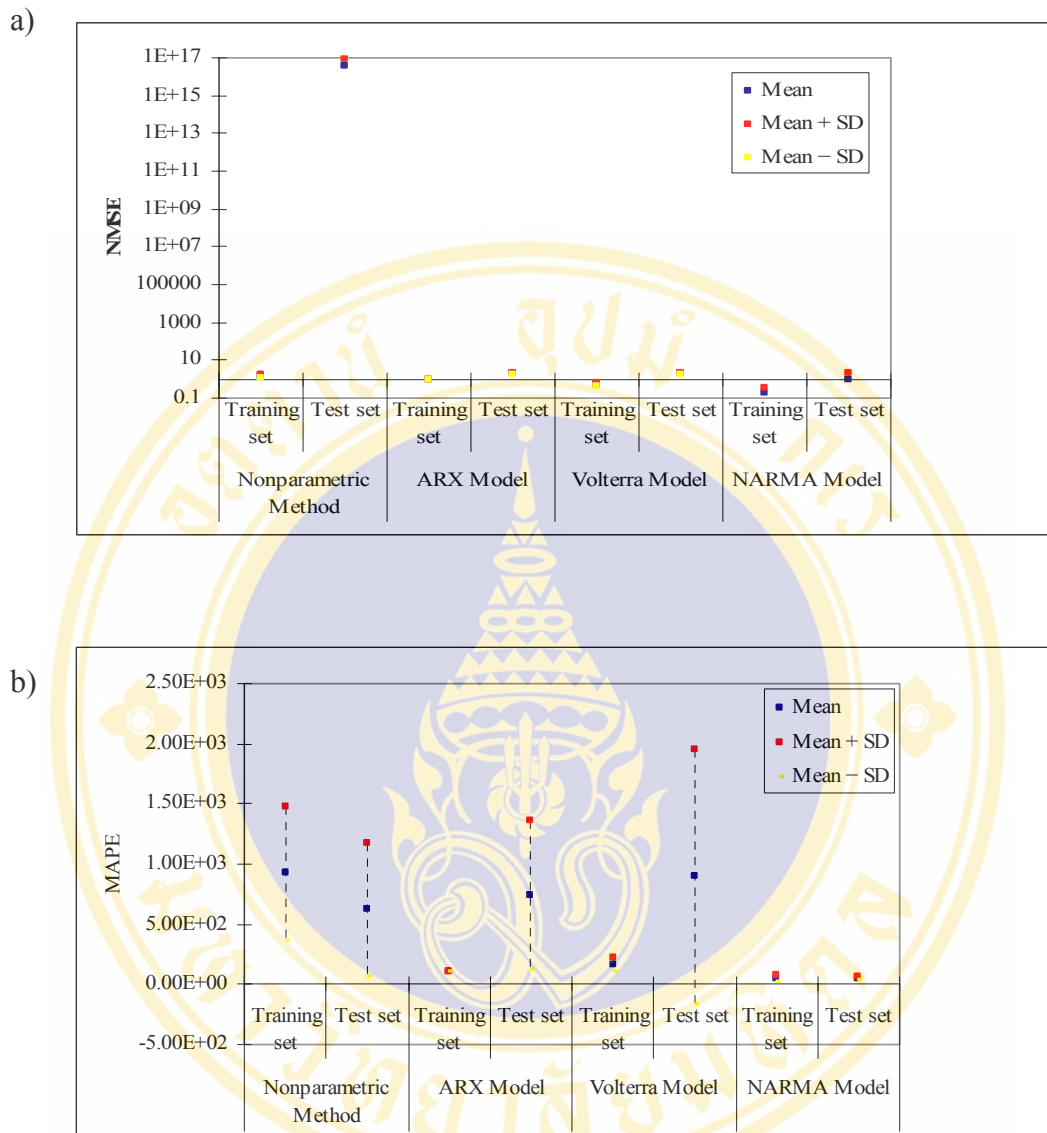 a)
1E+17
1E+15
1E+13
1E+11
1E+09
1E+07
100000
1000
10
0.1
NMSE
Mean
Mean + SD
Mean − SD
Training set
Test set
Training set
Test set
Training set
Test set
Training set
Test set
Nonparametric Method
ARX Model
Volterra Model
NARMA Model
b)
2.50E+03
2.00E+03
1.50E+03
1.00E+03
5.00E+02
0.00E+00
-5.00E+02
MAPE
Mean
Mean + SD
Mean − SD
Training set
Test set
Training set
Test set
Training set
Test set
Training set
Test set
Nonparametric Method
ARX Model
Volterra Model
NARMA Model